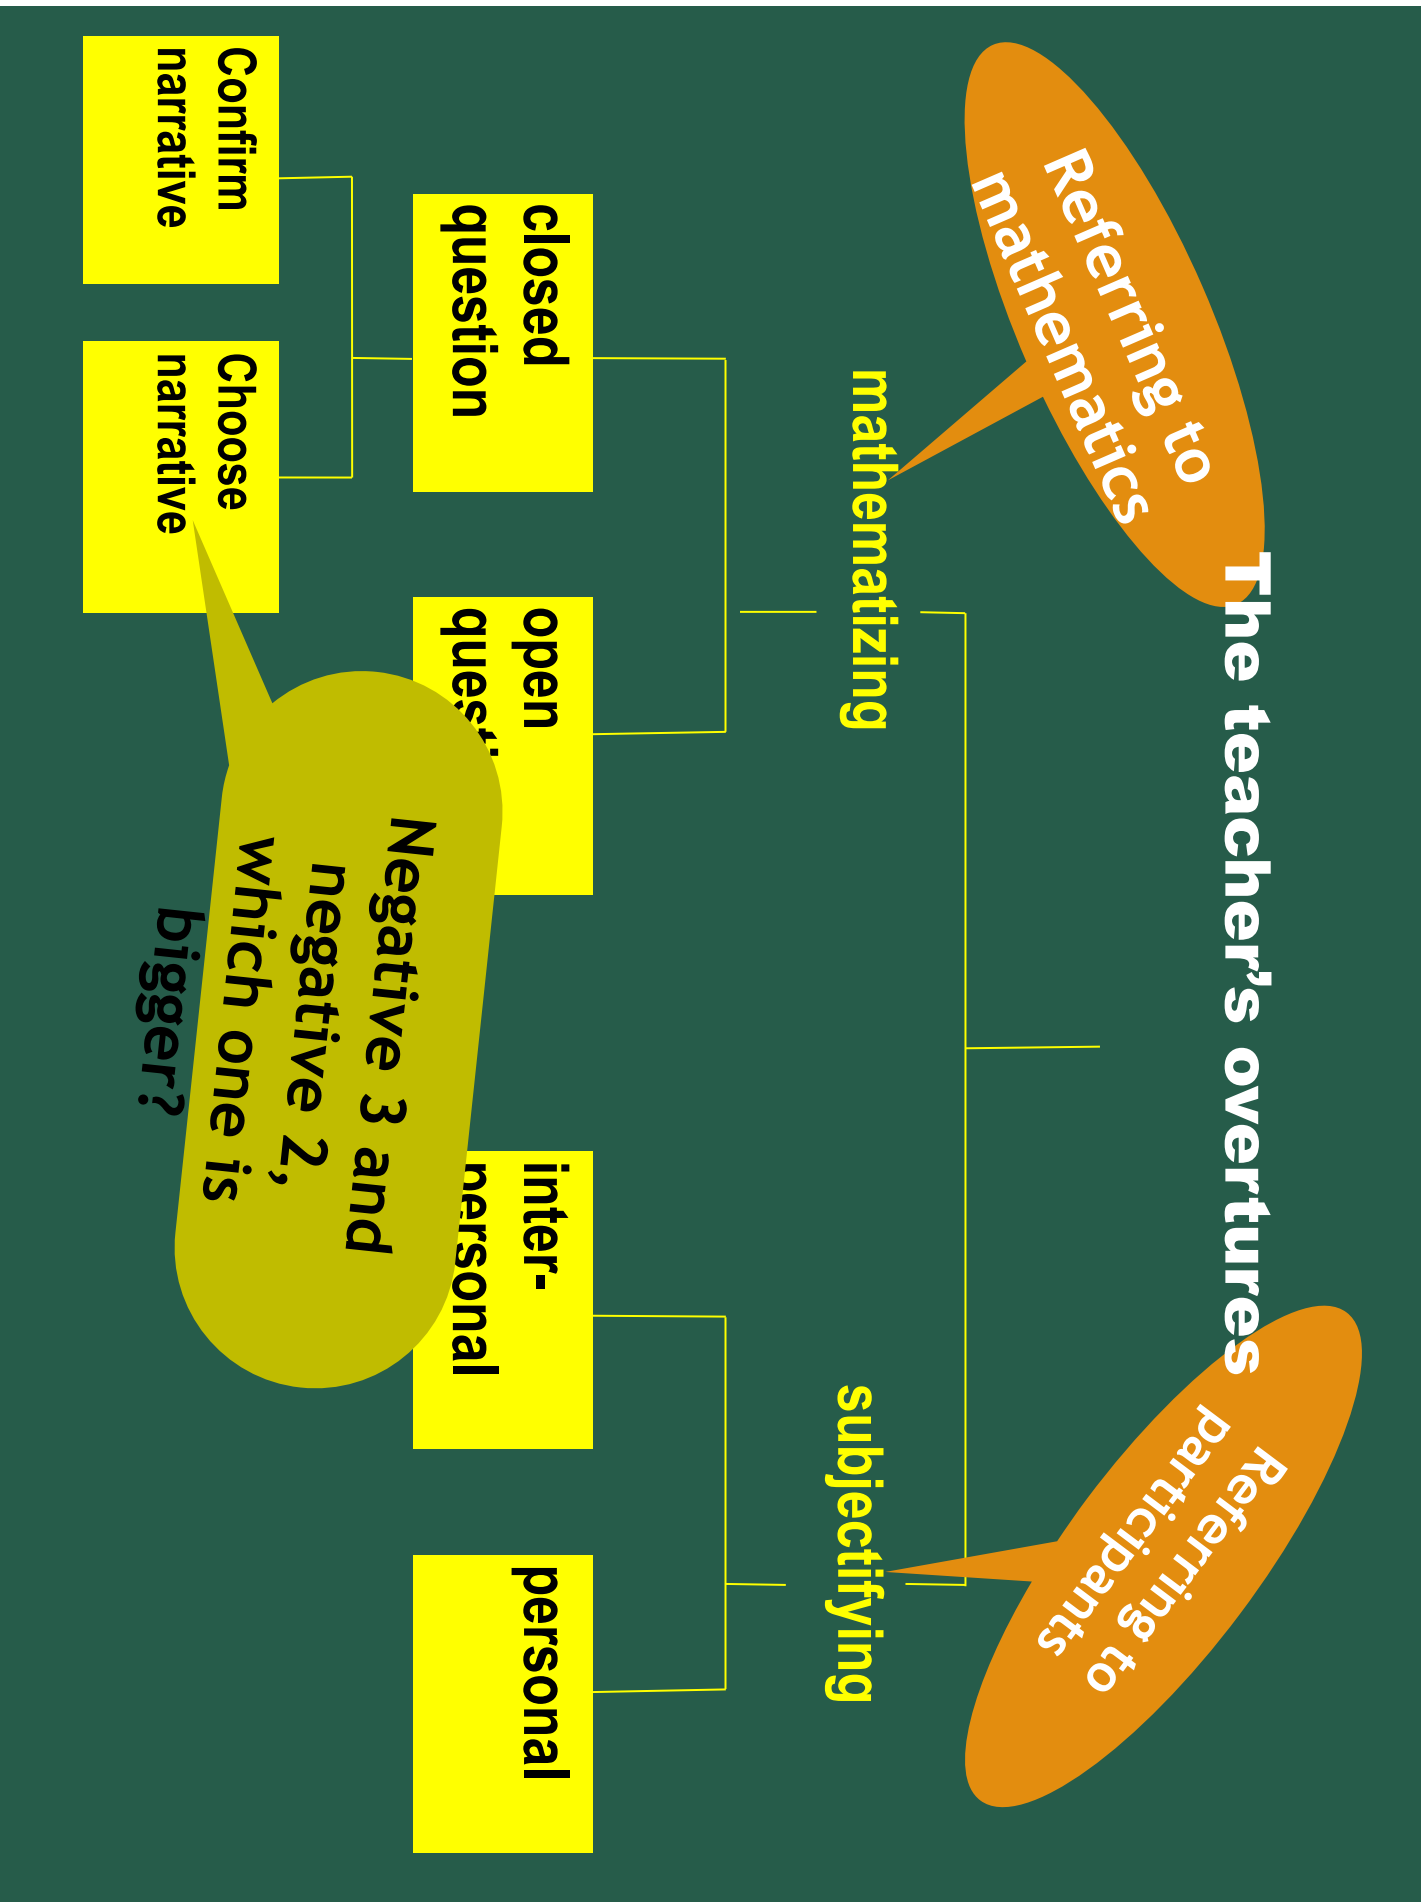 The teacher's overtures
Referring to
mathematics
Referring to
participants
mathematizing
subjectifying
closed
question
open
inter-
personal
personal
Confirm
narrative
Choose
narrative
Negative 3 and
negative 2,
which one is
bigger?